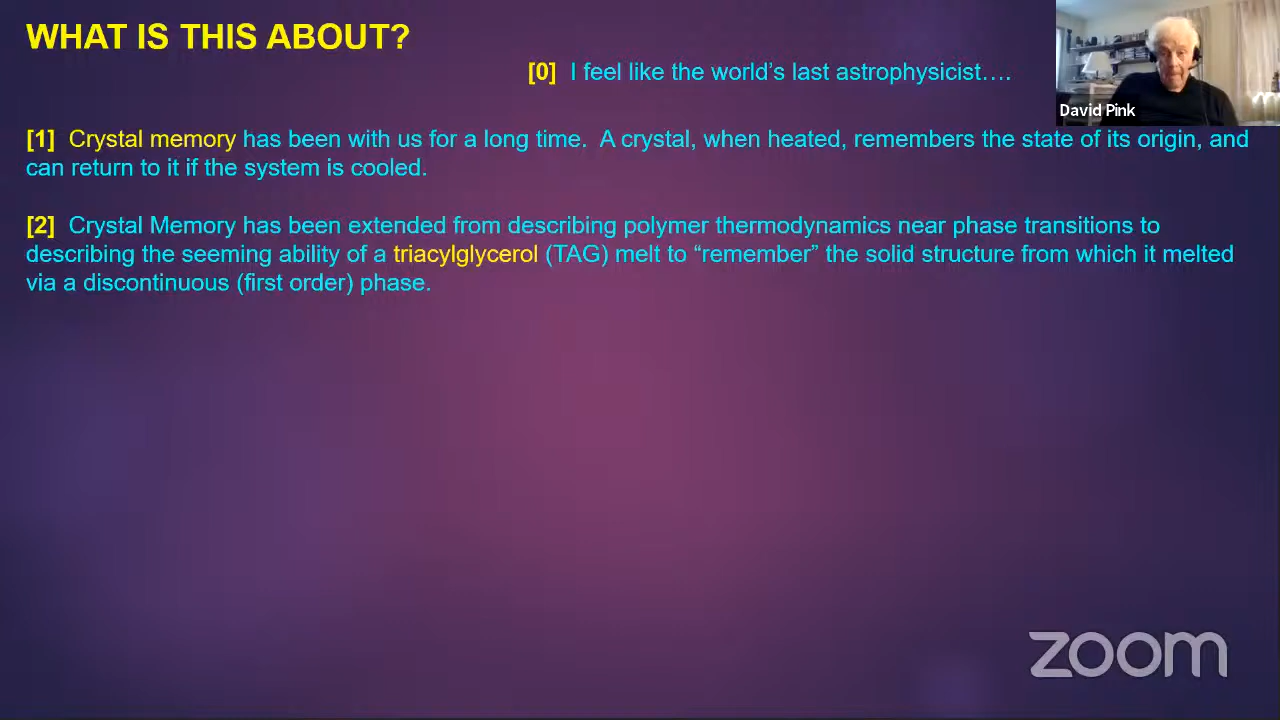 WHAT IS THIS ABOUT?
[0] I feel like the world’s last astrophysicist….
David Pink
[1] Crystal memory has been with us for a long time. A crystal, when heated, remembers the state of its origin, and
can return to it if the system is cooled.
[2] Crystal Memory has been extended from describing polymer thermodynamics near phase transitions to
describing the seeming ability of a triacylglycerol (TAG) melt to “remember” the solid structure from which it melted
via a discontinuous (first order) phase.
zoom